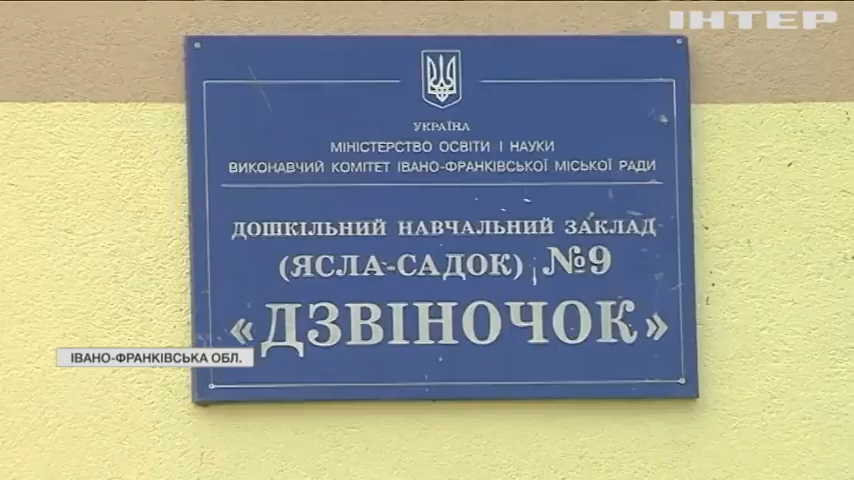 ІНТЕР
УКРАЇНА
МІНІСТЕРСТВО ОСВІТИ І НАУКИ
ВИКОНАВЧИЙ КОМІТЕТ ІВАНО-ФРАНКІВСЬКОЇ МІСЬКОЇ РАДИ
ДОШКІЛЬНИЙ НАВЧАЛЬНИЙ ЗАКЛАД
(ЯСЛА-САДОК) №9
«ДЗВІНОЧОК»
ІВАНО-ФРАНКІВСЬКА ОБЛ.